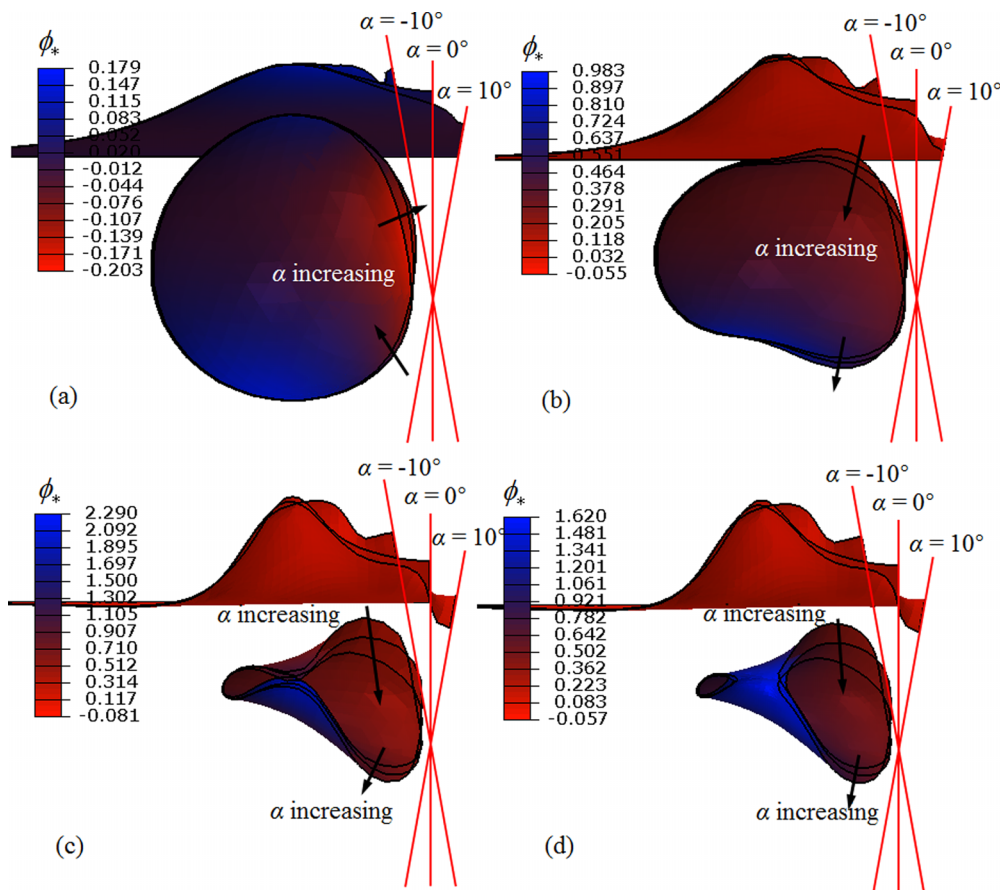 α = -10°
α = 0°
α = 10°
ϕ*
0.179
0.147
0.115
0.083
0.052
0.020
-0.012
-0.044
-0.076
-0.107
-0.139
-0.171
-0.203
α increasing
(a)
α = -10°
α = 0°
α = 10°
ϕ*
0.983
0.897
0.810
0.724
0.637
0.551
0.464
0.378
0.291
0.205
0.118
0.032
-0.055
α increasing
(b)
α = -10°
α = 0°
α = 10°
ϕ*
2.290
2.092
1.895
1.697
1.500
1.302
1.105
0.907
0.710
0.512
0.314
0.117
-0.081
α increasing
α increasing
(c)
α = -10°
α = 0°
α = 10°
ϕ*
1.620
1.481
1.341
1.201
1.061
0.921
0.782
0.642
0.502
0.362
0.223
0.083
-0.057
α increasing
α increasing
(d)